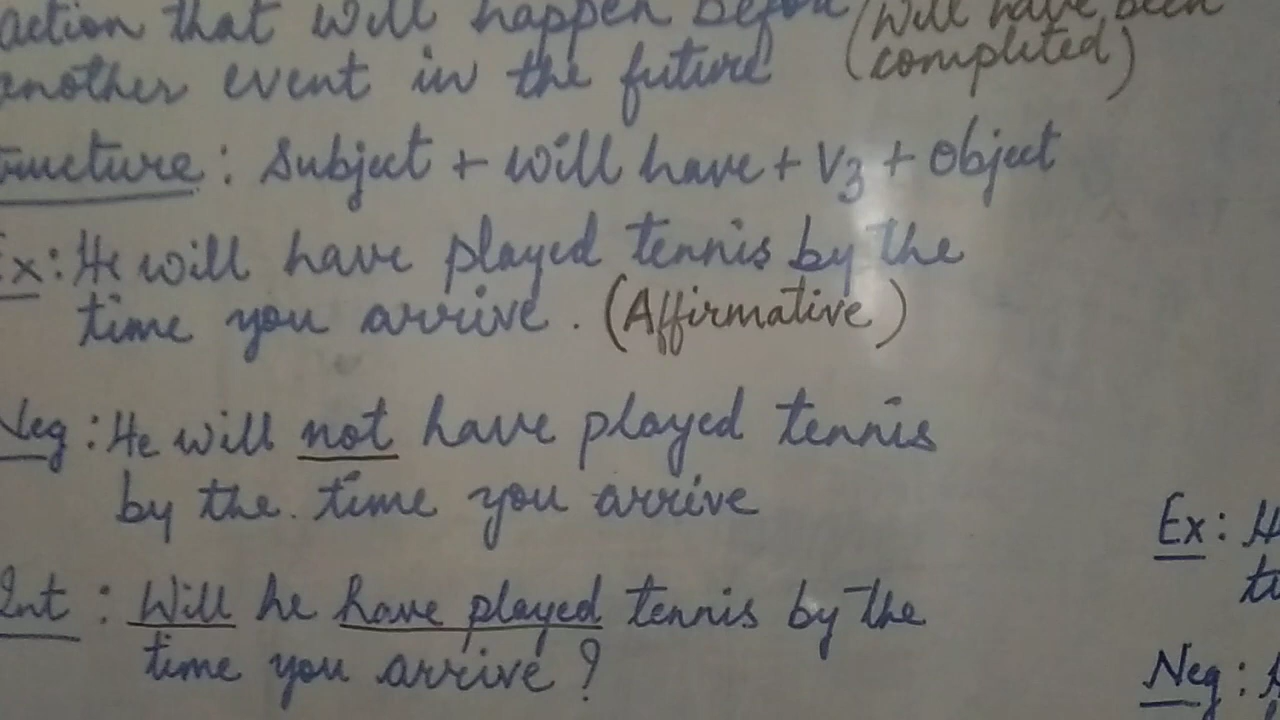 action that will happen before (Will have been
another event in the future completed)
ructure: Subject + will have + V3 + Object
Ex: He will have played tennis by the
time you arrive. (Affirmative)
Neg: He will not have played tennis
by the. time you arrive
Int: Will he have played tennis by the
time you arrive?
Ex: H
ti
Neg: